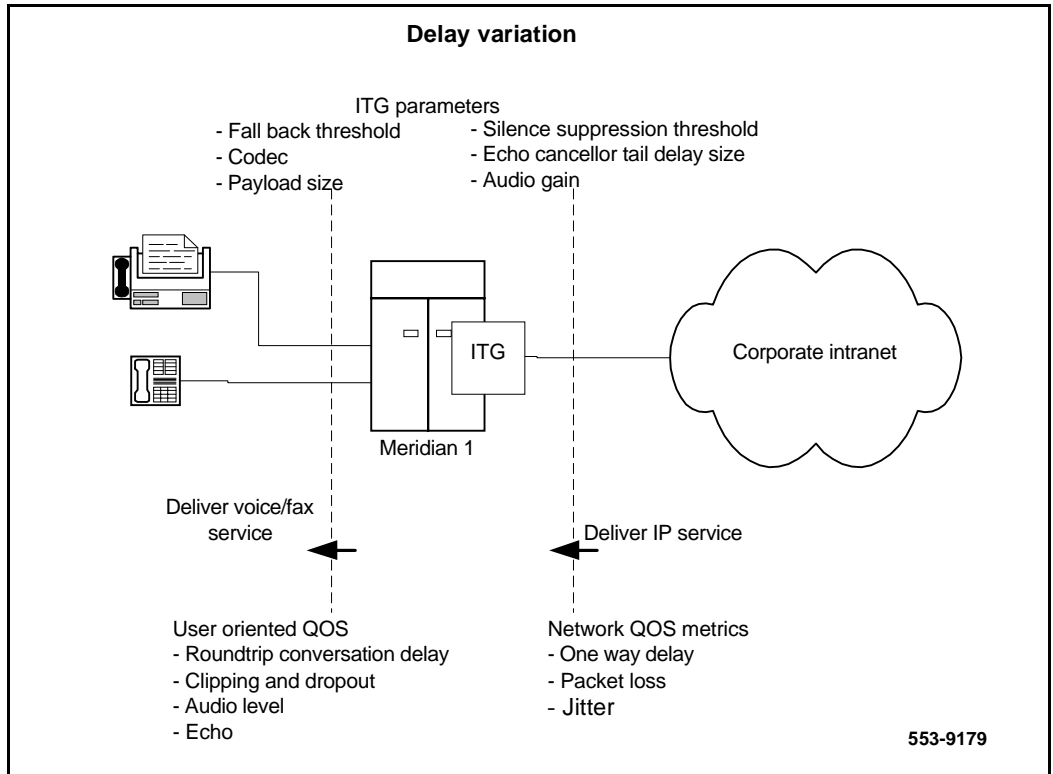 Delay variation
ITG parameters
- Fall back threshold
- Codec
- Payload size
- Silence suppression threshold
- Echo cancellor tail delay size
- Audio gain
ITG
Corporate intranet
Meridian 1
Deliver voice/fax
service
Deliver IP service
User oriented QOS
- Roundtrip conversation delay
- Clipping and dropout
- Audio level
- Echo
Network QOS metrics
- One way delay
- Packet loss
- Jitter
553-9179